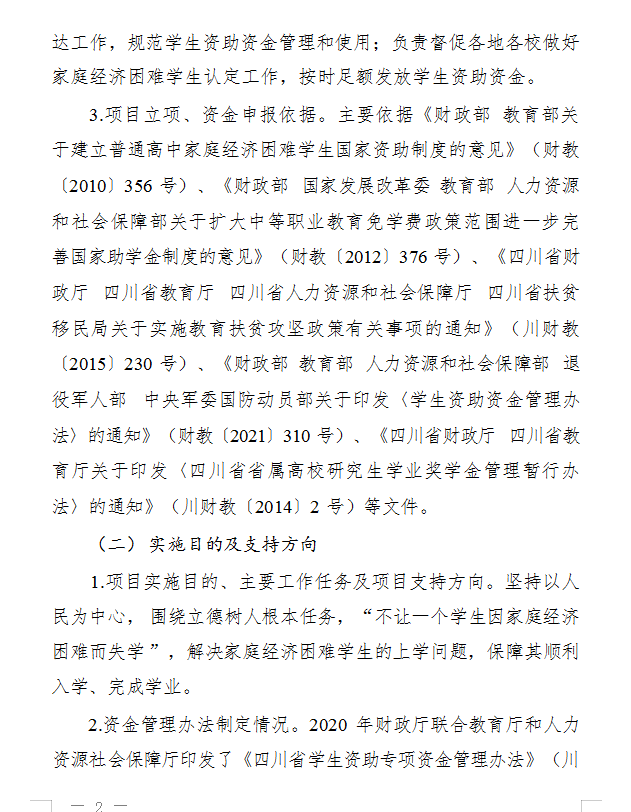 达工作，规范学生资助资金管理和使用；负责督促各地各校做好
家庭经济困难学生认定工作，按时足额发放学生资助资金。
3.项目立项、资金申报依据。主要依据《财政部 教育部关
于建立普通高中家庭经济困难学生国家资助制度的意见》（财教
〔2010〕356 号）、《财政部 国家发展改革委 教育部 人力资源
和社会保障部关于扩大中等职业教育免学费政策范围进一步完
善国家助学金制度的意见》（财教〔2012〕376 号）、《四川省财
政厅 四川省教育厅 四川省人力资源和社会保障厅 四川省扶贫
移民局关于实施教育扶贫攻坚政策有关事项的通知》（川财教
〔2015〕230 号）、《财政部 教育部 人力资源和社会保障部 退
役军人部 中央军委国防动员部关于印发〈学生资助资金管理办
法〉的通知》（财教〔2021〕310 号）、《四川省财政厅 四川省教
育厅关于印发〈四川省省属高校研究生学业奖学金管理暂行办
法〉的通知》（川财教〔2014〕2 号）等文件。
（二） 实施目的及支持方向
1.项目实施目的、主要工作任务及项目支持方向。坚持以人
民为中心， 围绕立德树人根本任务，“不让一个学生因家庭经济
困难而失学”，解决家庭经济困难学生的上学问题，保障其顺利
入学、完成学业。
2.资金管理办法制定情况。2020 年财政厅联合教育厅和人力
资源社会保障厅印发了《四川省学生资助专项资金管理办法》（川
— 2 —